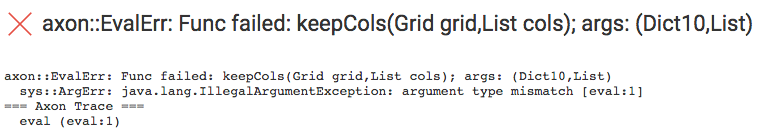 axon::EvalErr: Func failed: keepCols(Grid grid,List cols); args: (Dict10,List)
axon::EvalErr: Func failed: keepCols(Grid grid,List cols); args: (Dict10,List)
  sys::ArgErr: java.lang.IllegalArgumentException: argument type mismatch [eval:1]
=== Axon Trace ===
  eval (eval:1)